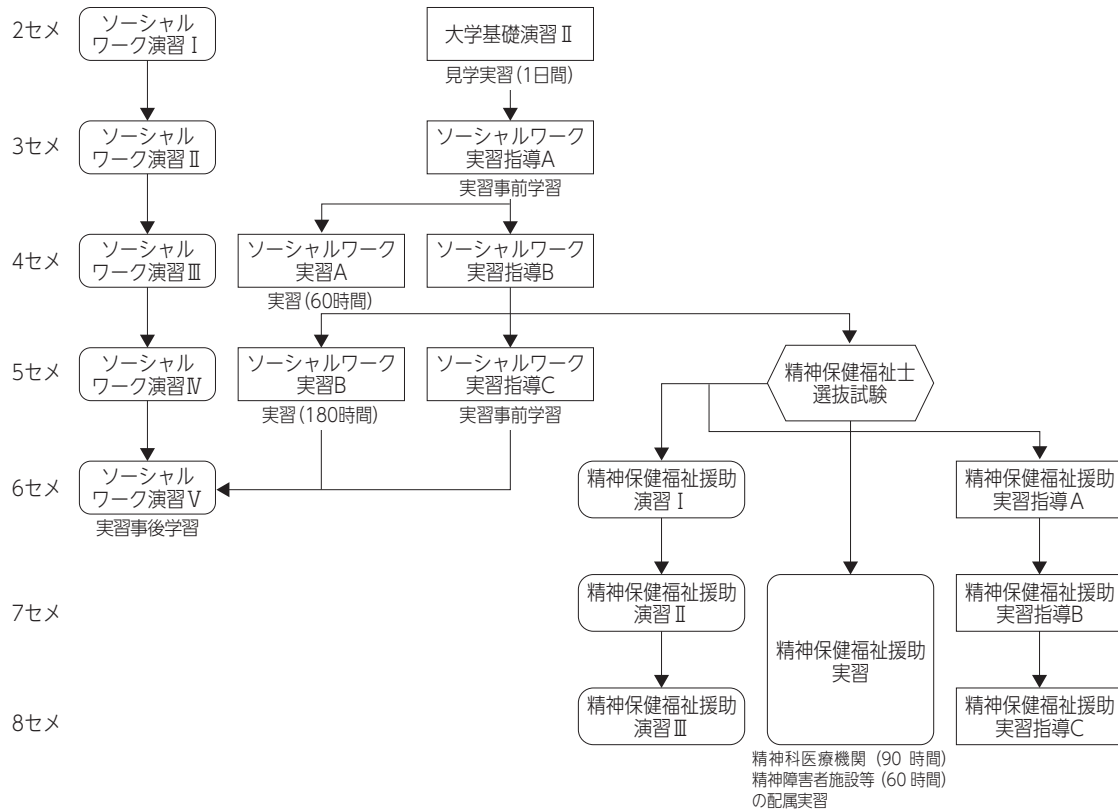 2セメ
ソーシャル
ワーク演習Ⅰ
大学基礎演習Ⅱ
見学実習(1日間)
3セメ
ソーシャル
ワーク演習Ⅱ
ソーシャルワーク
実習指導A
実習事前学習
4セメ
ソーシャル
ワーク演習Ⅲ
ソーシャルワーク
実習A
実習(60時間)
ソーシャルワーク
実習指導B
5セメ
ソーシャル
ワーク演習Ⅳ
ソーシャルワーク
実習B
実習(180時間)
ソーシャルワーク
実習指導C
実習事前学習
精神保健福祉士
選抜試験
6セメ
ソーシャル
ワーク演習Ⅴ
実習事後学習
精神保健福祉援助
演習Ⅰ
精神保健福祉援助
実習指導A
7セメ
精神保健福祉援助
演習Ⅱ
精神保健福祉援助
実習
精神保健福祉援助
実習指導B
8セメ
精神保健福祉援助
演習Ⅲ
精神保健福祉援助
実習指導C
精神科医療機関 (90 時間)
精神障害者施設等 (60 時間)
の配属実習